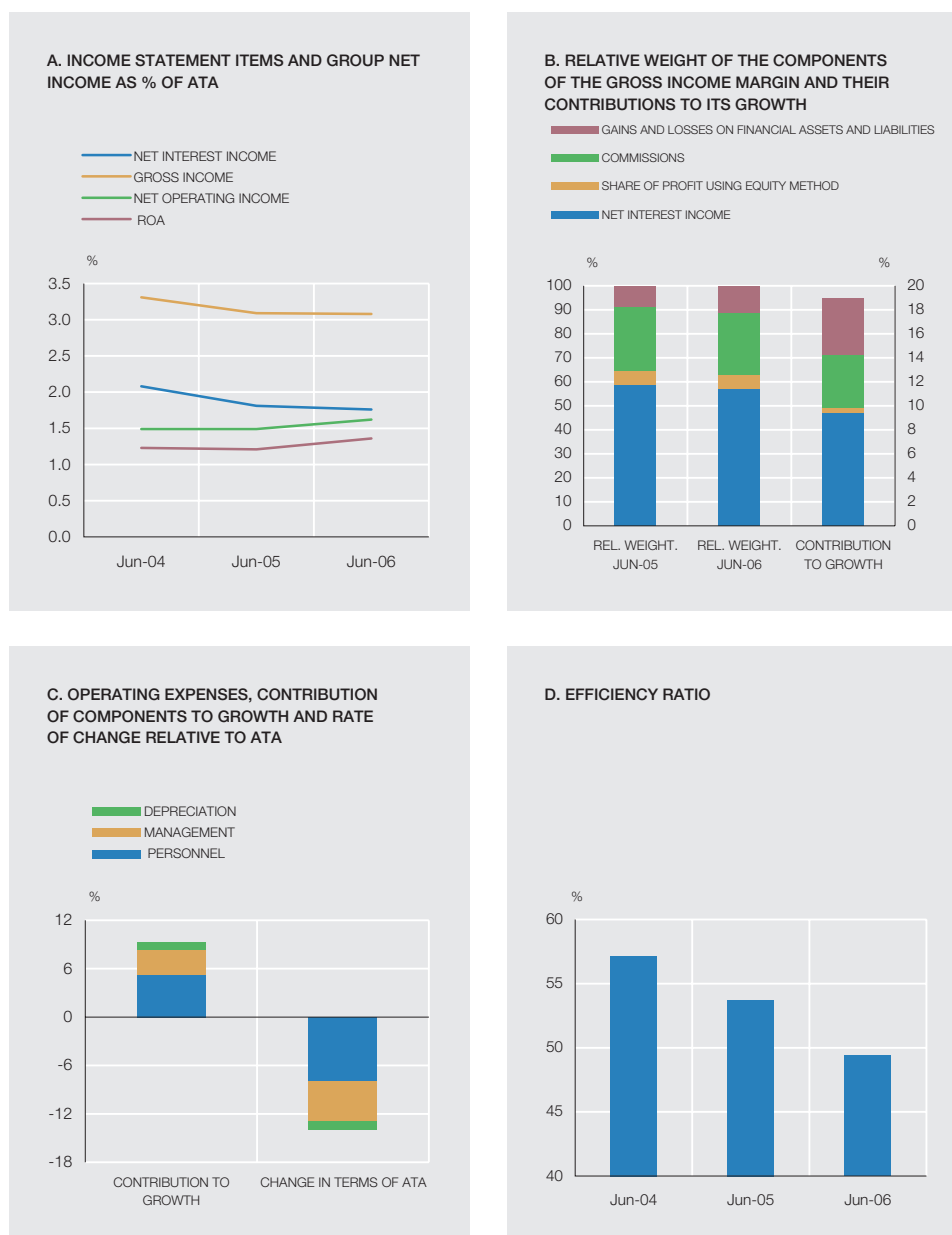 A. INCOME STATEMENT ITEMS AND GROUP NET
INCOME AS % OF ATA
NET INTEREST INCOME
GROSS INCOME
NET OPERATING INCOME
ROA
%
3.5
3.0
2.5
2.0
1.5
1.0
0.5
0.0
Jun-04 Jun-05 Jun-06
B. RELATIVE WEIGHT OF THE COMPONENTS
OF THE GROSS INCOME MARGIN AND THEIR
CONTRIBUTIONS TO ITS GROWTH
GAINS AND LOSSES ON FINANCIAL ASSETS AND LIABILITIES
COMMISSIONS
SHARE OF PROFIT USING EQUITY METHOD
NET INTEREST INCOME
% %
100 20
90 18
80 16
70 14
60 12
50 10
40 8
30 6
20 4
10 2
0 0
REL. WEIGHT. REL. WEIGHT. CONTRIBUTION
JUN-05 JUN-06 TO GROWTH
C. OPERATING EXPENSES, CONTRIBUTION
OF COMPONENTS TO GROWTH AND RATE
OF CHANGE RELATIVE TO ATA
DEPRECIATION
MANAGEMENT
PERSONNEL
%
12
6
0
-6
-12
-18
CONTRIBUTION TO CHANGE IN TERMS OF ATA
GROWTH
D. EFFICIENCY RATIO
%
60
55
50
45
40
Jun-04 Jun-05 Jun-06